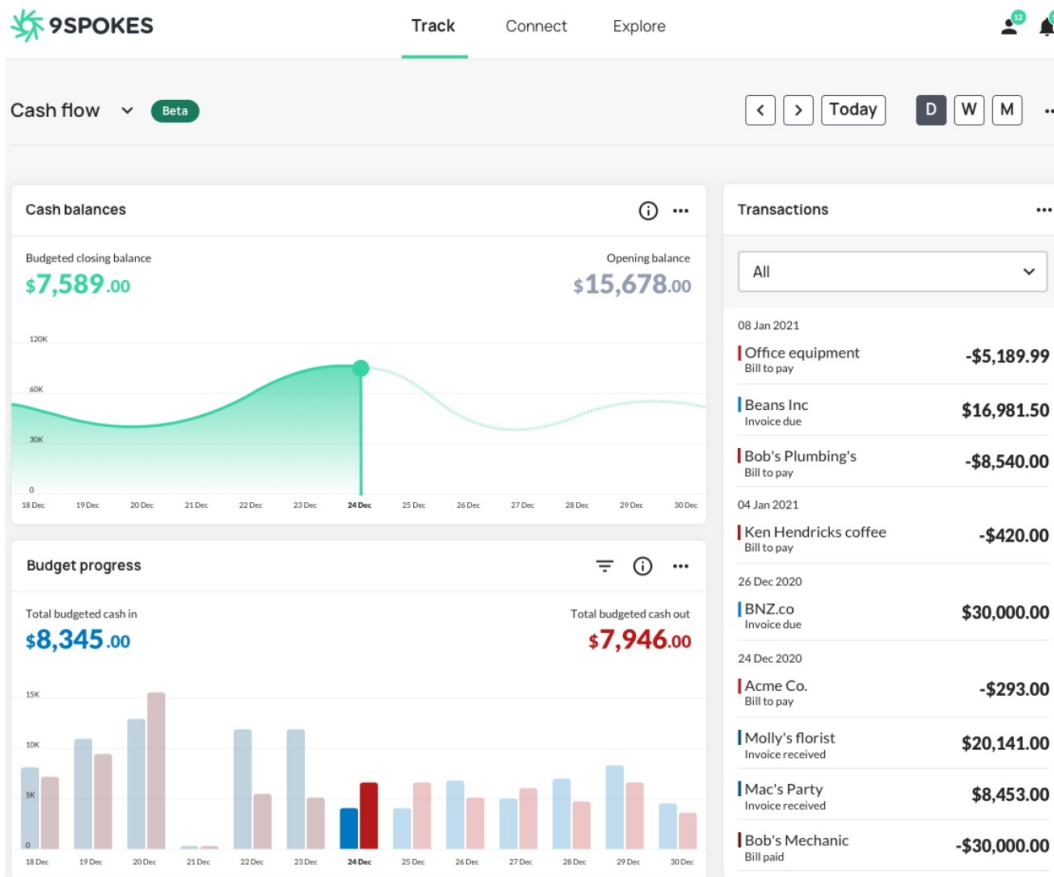 9SPOKES
Track Connect Explore
12
Cash flow Beta
< > Today D W M
Cash balances
Budgeted closing balance Opening balance
$7,589.00 $15,678.00
120K
60K
30K
0
18 Dec 19 Dec 20 Dec 21 Dec 22 Dec 23 Dec 24 Dec 25 Dec 26 Dec 27 Dec 28 Dec 29 Dec 30 Dec
Budget progress
Total budgeted cash in Total budgeted cash out
$8,345.00 $7,946.00
15K
10K
5K
0
18 Dec 19 Dec 20 Dec 21 Dec 22 Dec 23 Dec 24 Dec 25 Dec 26 Dec 27 Dec 28 Dec 29 Dec 30 Dec
Transactions
All
08 Jan 2021
Office equipment -$5,189.99
Bill to pay
Beans Inc $16,981.50
Invoice due
Bob's Plumbing's -$8,540.00
Bill to pay
04 Jan 2021
Ken Hendricks coffee -$420.00
Bill to pay
26 Dec 2020
BNZ.co $30,000.00
Invoice due
24 Dec 2020
Acme Co. -$293.00
Bill to pay
Molly's florist $20,141.00
Invoice received
Mac's Party $8,453.00
Invoice received
Bob's Mechanic -$30,000.00
Bill paid